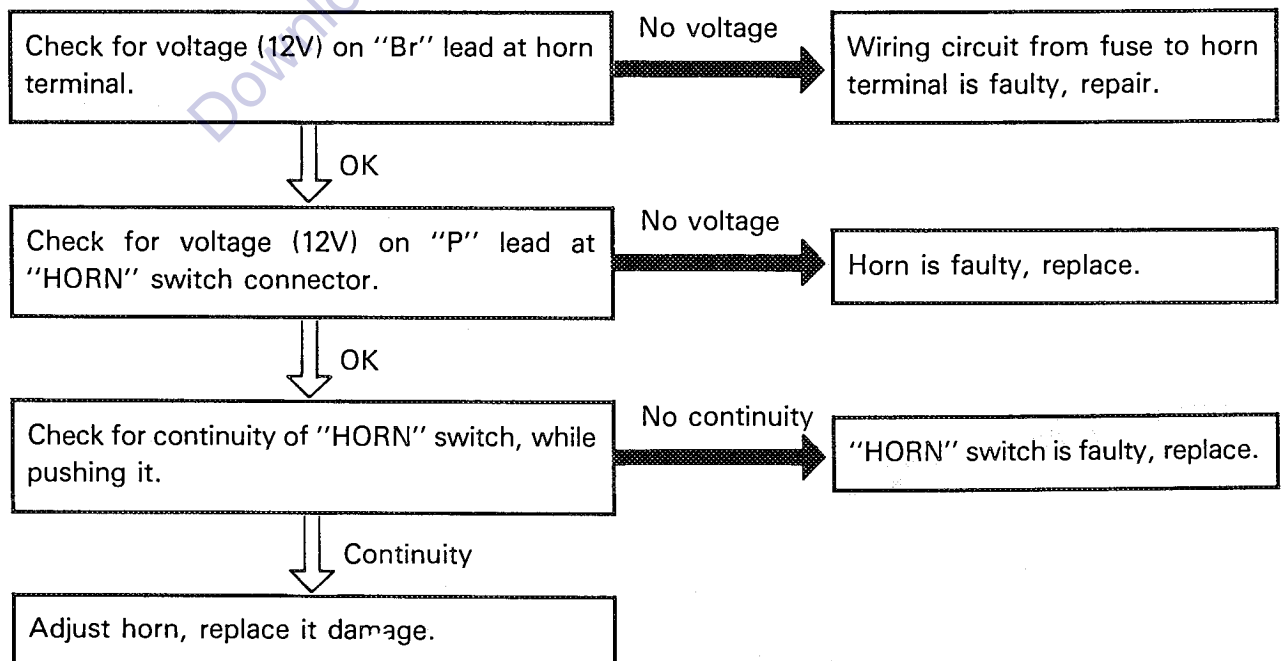 Check for voltage (12V) on "Br" lead at horn
terminal.
No voltage
Wiring circuit from fuse to horn
terminal is faulty, repair.
OK
Check for voltage (12V) on "P" lead at
"HORN" switch connector.
No voltage
Horn is faulty, replace.
OK
Check for continuity of "HORN" switch, while
pushing it.
No continuity
"HORN" switch is faulty, replace.
Continuity
Adjust horn, replace it damage.